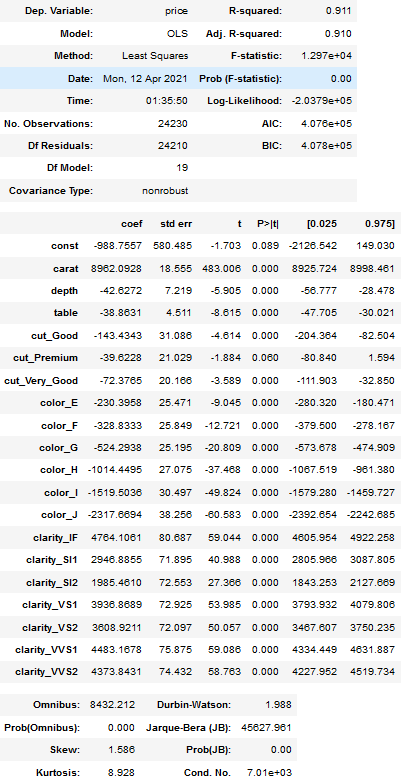 Dep. Variable: price R-squared: 0.911
Model: OLS Adj. R-squared: 0.910
Method: Least Squares F-statistic: 1.297e+04
Date: Mon, 12 Apr 2021 Prob (F-statistic): 0.00
Time: 01:35:50 Log-Likelihood: -2.0379e+05
No. Observations: 24230 AIC: 4.076e+05
Df Residuals: 24210 BIC: 4.078e+05
Df Model: 19
Covariance Type: nonrobust
coef std err t P>|t| [0.025 0.975]
const -988.7557 580.485 -1.703 0.089 -2126.542 149.030
carat 8962.0928 18.555 483.006 0.000 8925.724 8998.461
depth -42.6272 7.219 -5.905 0.000 -56.777 -28.478
table -38.8631 4.511 -8.615 0.000 -47.705 -30.021
cut_Good -143.4343 31.086 -4.614 0.000 -204.364 -82.504
cut_Premium -39.6228 21.029 -1.884 0.060 -80.840 1.594
cut_Very_Good -72.3765 20.166 -3.589 0.000 -111.903 -32.850
color_E -230.3958 25.471 -9.045 0.000 -280.320 -180.471
color_F -328.8333 25.849 -12.721 0.000 -379.500 -278.167
color_G -524.2938 25.195 -20.809 0.000 -573.678 -474.909
color_H -1014.4495 27.075 -37.468 0.000 -1067.519 -961.380
color_I -1519.5036 30.497 -49.824 0.000 -1579.280 -1459.727
color_J -2317.6694 38.256 -60.583 0.000 -2392.654 -2242.685
clarity_IF 4764.1061 80.687 59.044 0.000 4605.954 4922.258
clarity_SI1 2946.8855 71.895 40.988 0.000 2805.966 3087.805
clarity_SI2 1985.4610 72.553 27.366 0.000 1843.253 2127.669
clarity_VS1 3936.8689 72.925 53.985 0.000 3793.932 4079.806
clarity_VS2 3608.9211 72.097 50.057 0.000 3467.607 3750.235
clarity_VVS1 4483.1678 75.875 59.086 0.000 4334.449 4631.887
clarity_VVS2 4373.8431 74.432 58.763 0.000 4227.952 4519.734
Omnibus: 8432.212 Durbin-Watson: 1.988
Prob(Omnibus): 0.000 Jarque-Bera (JB): 45627.961
Skew: 1.586 Prob(JB): 0.00
Kurtosis: 8.928 Cond. No. 7.01e+03